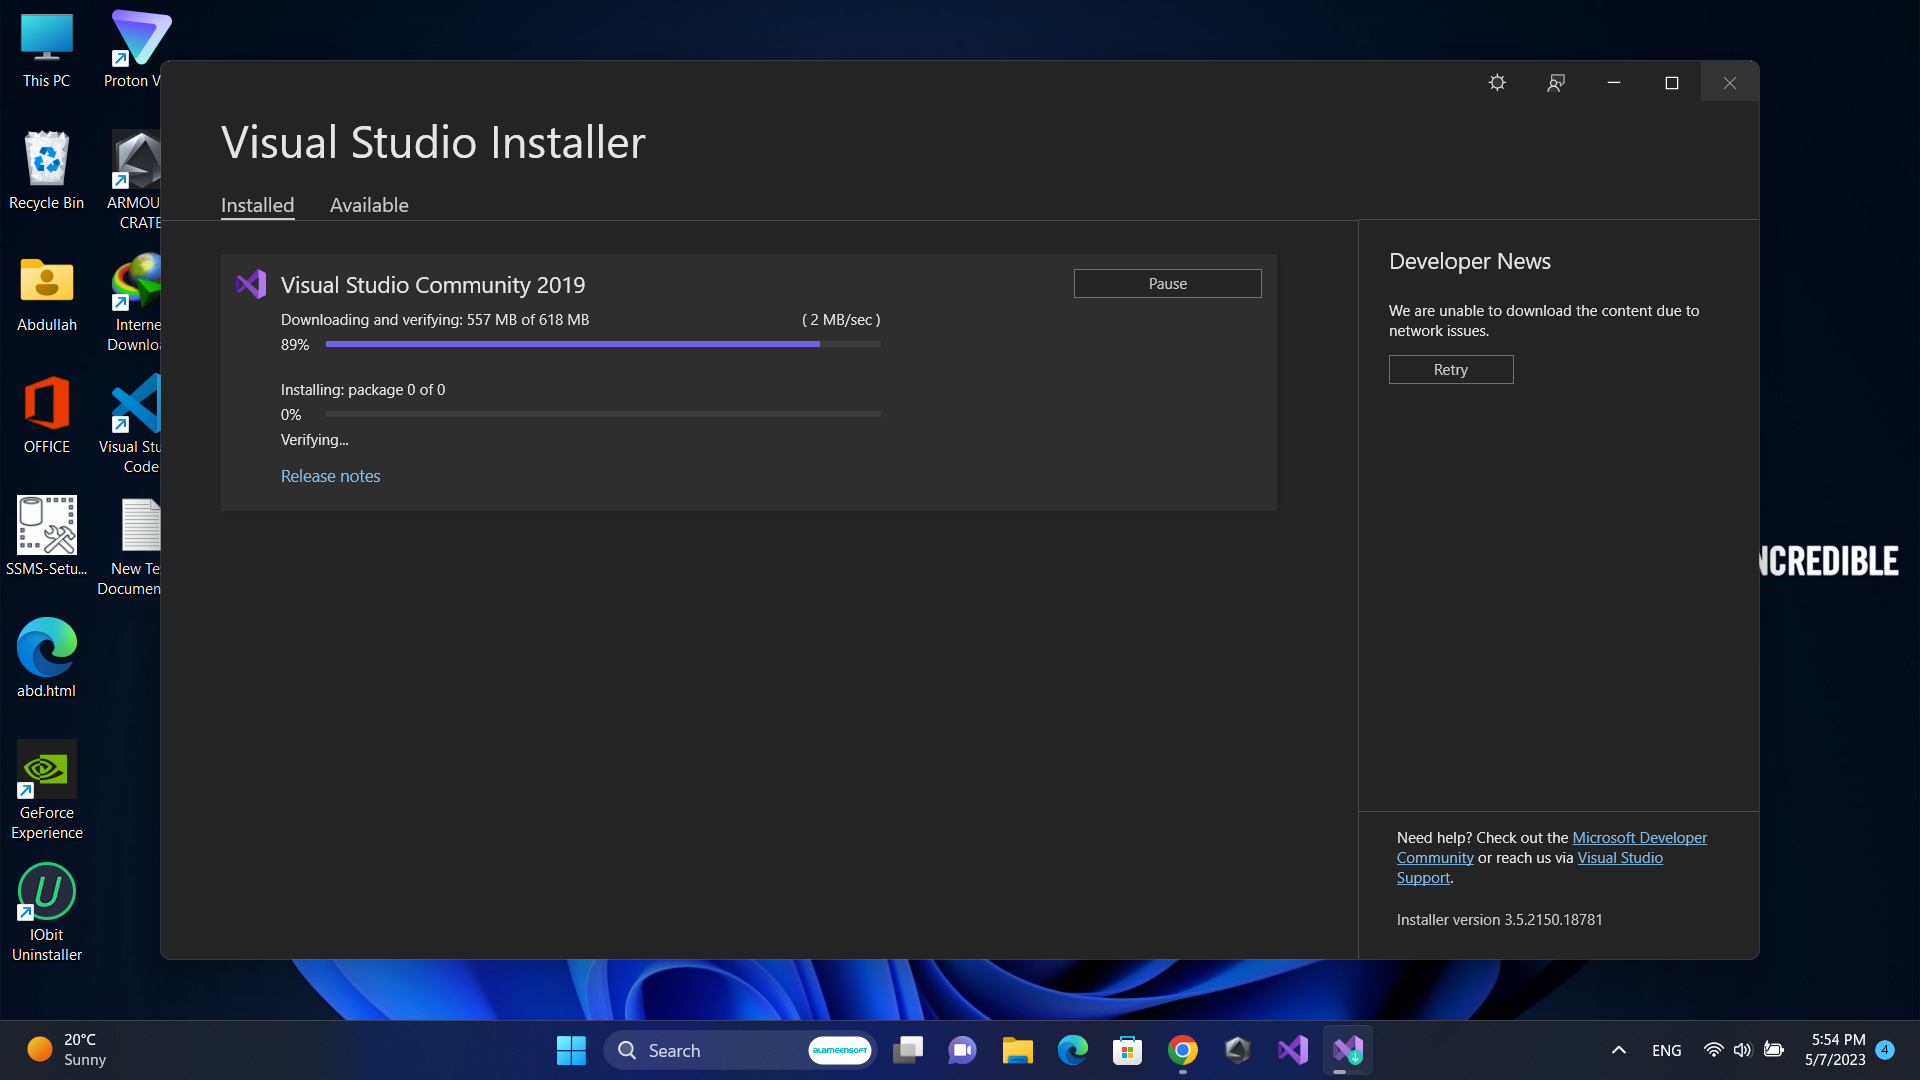 This PC
Proton V
Recycle Bin
ARMOU
CRATE
Abdullah
Interne
Downloa
OFFICE
Visual Stu
Code
SSMS-Setu...
New Te
Documen
abd.html
GeForce
Experience
IObit
Uninstaller
Visual Studio Installer
Installed
Available
Visual Studio Community 2019
Pause
Downloading and verifying: 557 MB of 618 MB
( 2 MB/sec )
89%
Installing: package 0 of 0
0%
Verifying...
Release notes
Developer News
We are unable to download the content due to
network issues.
Retry
Need help? Check out the Microsoft Developer
Community or reach us via Visual Studio
Support.
Installer version 3.5.2150.18781
NCREDIBLE
20°C
Sunny
Search
ALAMEENSOFT
ENG
5:54 PM
5/7/2023
4